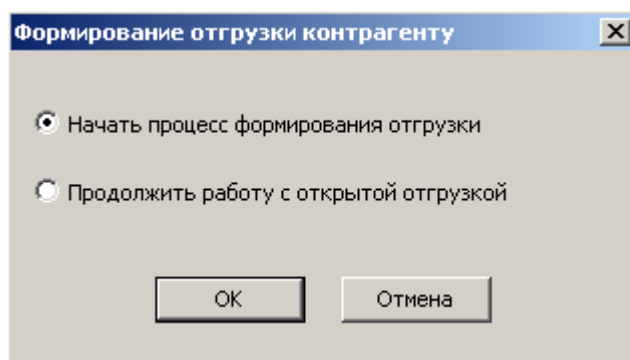 Формирование отгрузки контрагенту
Начать процесс формирования отгрузки
Продолжить работу с открытой отгрузкой
OK
Отмена